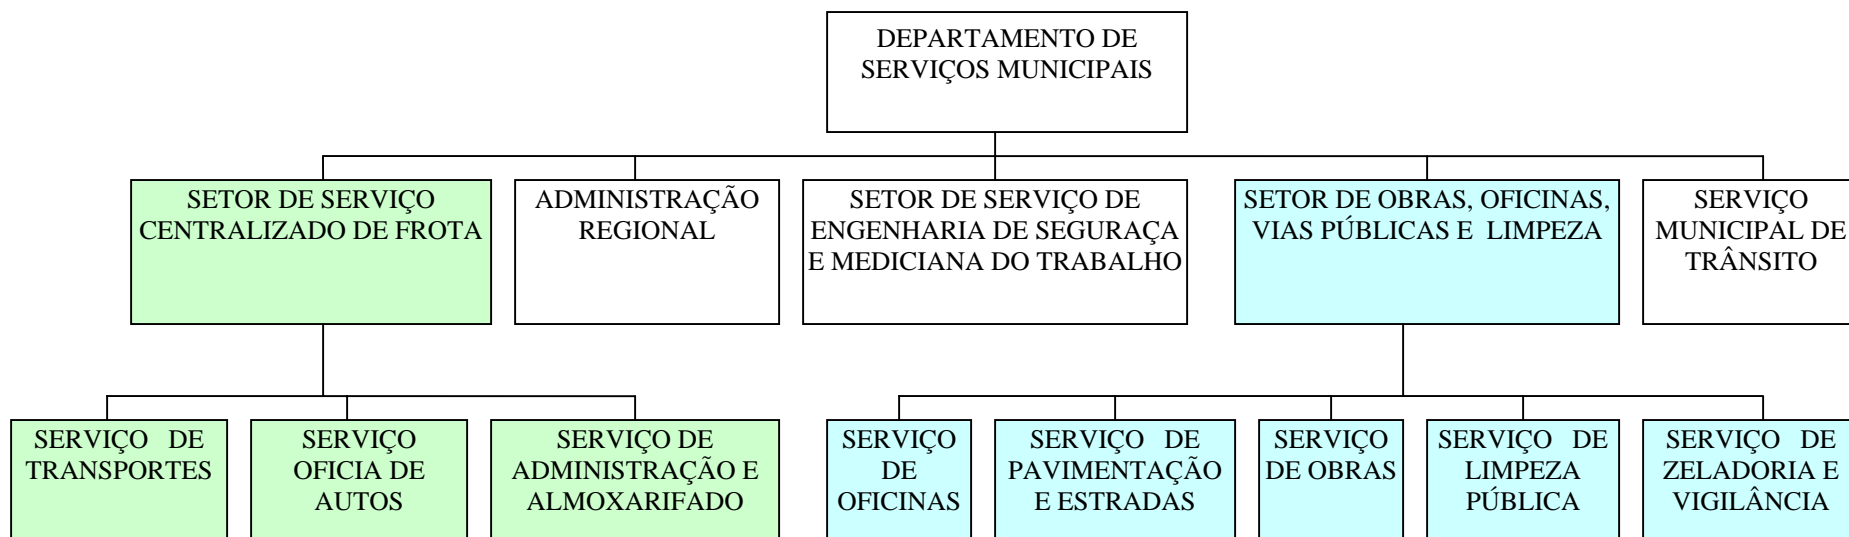 DEPARTAMENTO DE
SERVIÇOS MUNICIPAIS
SETOR DE SERVIÇO
CENTRALIZADO DE FROTA
ADMINISTRAÇÃO
REGIONAL
SETOR DE SERVIÇO DE
ENGENHARIA DE SEGURAÇA
E MEDICIANA DO TRABALHO
SETOR DE OBRAS, OFICINAS,
VIAS PÚBLICAS E LIMPEZA
SERVIÇO
MUNICIPAL DE
TRÂNSITO
SERVIÇO DE
TRANSPORTES
SERVIÇO
OFICIA DE
AUTOS
SERVIÇO DE
ADMINISTRAÇÃO E
ALMOXARIFADO
SERVIÇO
DE
OFICINAS
SERVIÇO DE
PAVIMENTAÇÃO
E ESTRADAS
SERVIÇO
DE OBRAS
SERVIÇO DE
LIMPEZA
PÚBLICA
SERVIÇO DE
ZELADORIA E
VIGILÂNCIA